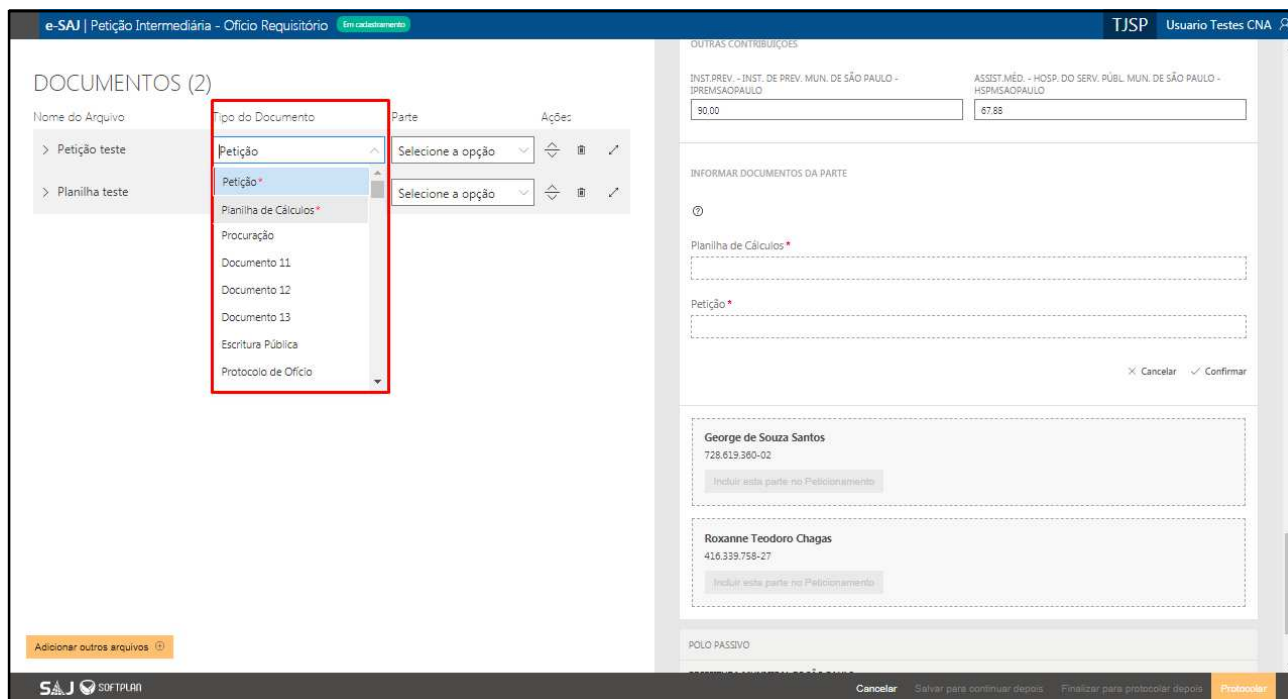 e-SAJ | Petição Intermediária - Ofício Requisitório Em cadastramento TJSP Usuario Testes CNA
DOCUMENTOS (2)
Nome do Arquivo Tipo do Documento Parte Ações
Petição teste Petição Selecione a opção
Planilha teste Selecione a opção
Petição*
Planilha de Cálculos*
Procuração
Documento 11
Documento 12
Documento 13
Escritura Pública
Protocolo de Ofício
Adicionar outros arquivos
OUTRAS CONTRIBUIÇÕES
INST.PREV. - INST. DE PREV. MUN. DE SÃO PAULO -
IPREMSAOPAULO
90,00
ASSIST.MÉD. - HOSP. DO SERV. PÚBL. MUN. DE SÃO PAULO -
HSPMSAOPAULO
67,88
INFORMAR DOCUMENTOS DA PARTE
Planilha de Cálculos *
Petição *
Cancelar Confirmar
George de Souza Santos
728.619.360-02
Incluir esta parte no Peticionamento
Roxanne Teodoro Chagas
416.339.758-27
Incluir esta parte no Peticionamento
POLO PASSIVO
SAJ SOFTPLAN Cancelar Salvar para continuar depois Finalizar para protocolar depois Protocolar